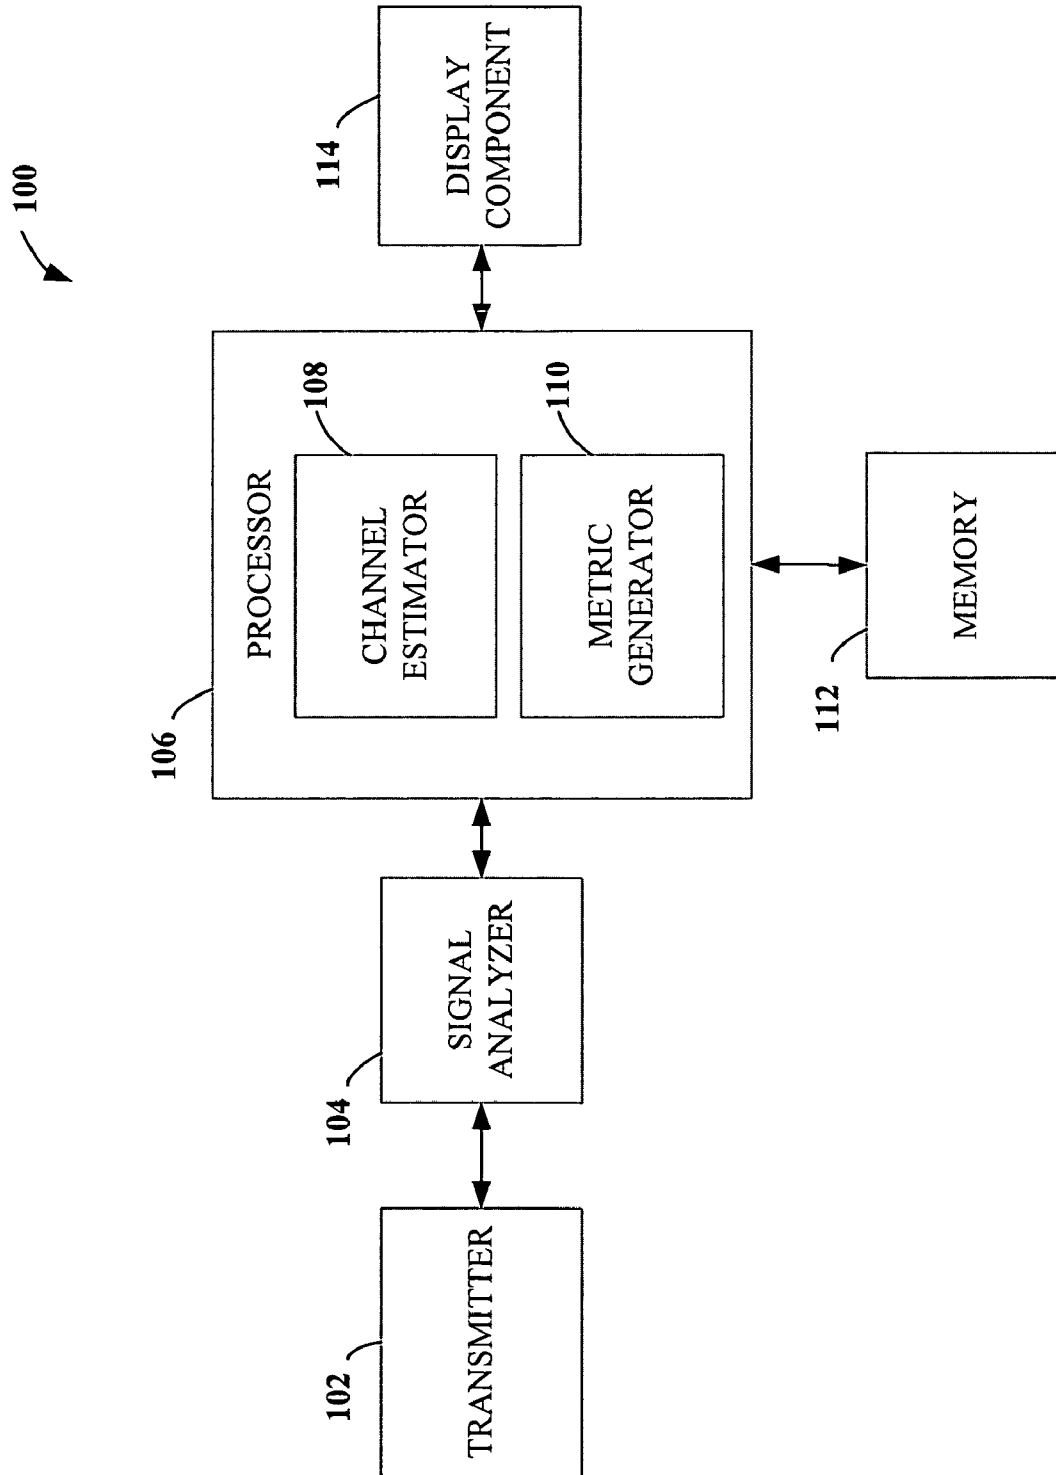 100
106
PROCESSOR
114
DISPLAY
COMPONENT
108
CHANNEL
ESTIMATOR
104
SIGNAL
ANALYZER
102
TRANSMITTER
110
METRIC
GENERATOR
112
MEMORY